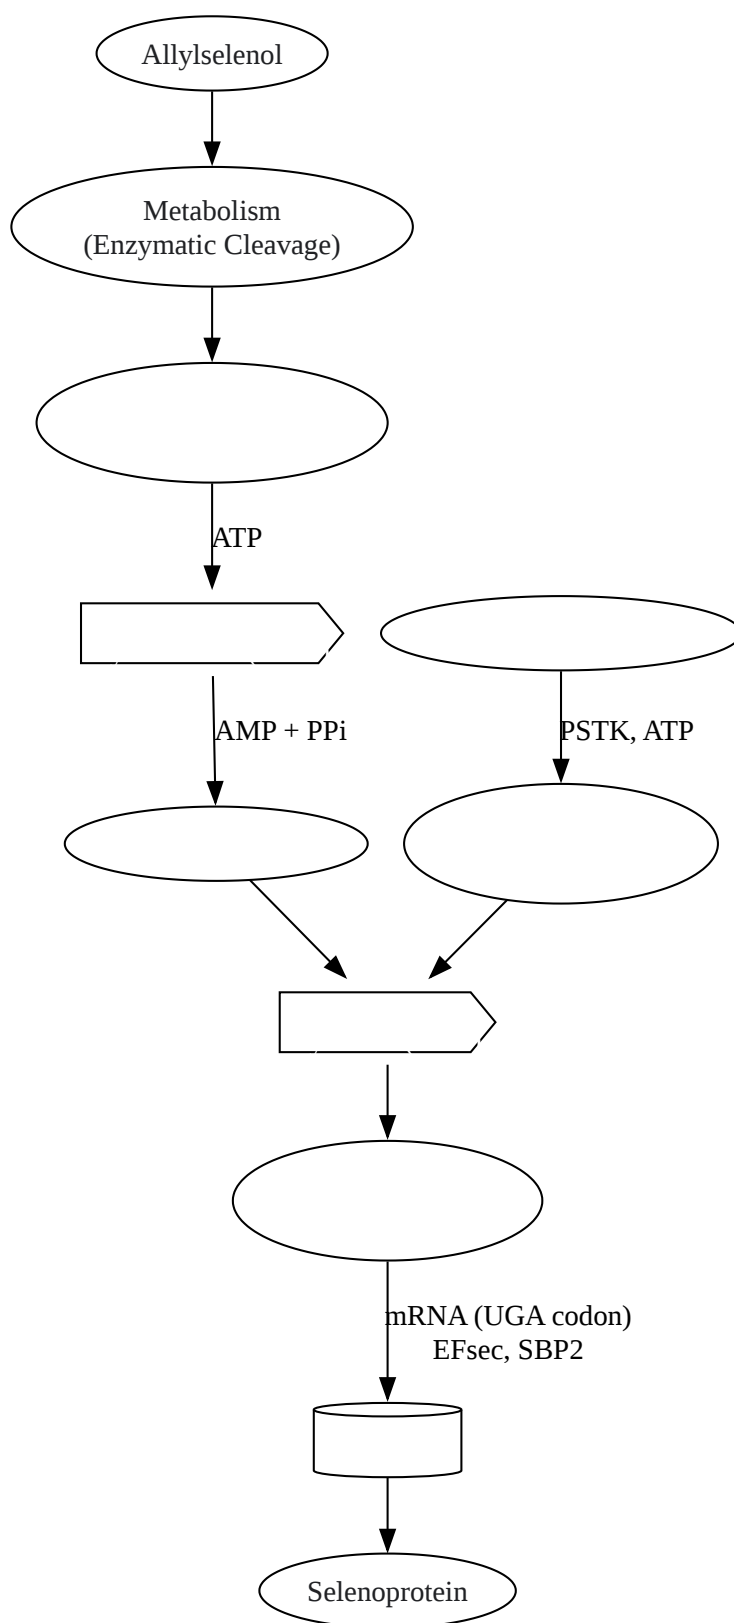 Allylselenol
Metabolism
(Enzymatic Cleavage)
ATP
AMP + PPi
PSTK, ATP
mRNA (UGA codon)
EFsec, SBP2
Selenoprotein